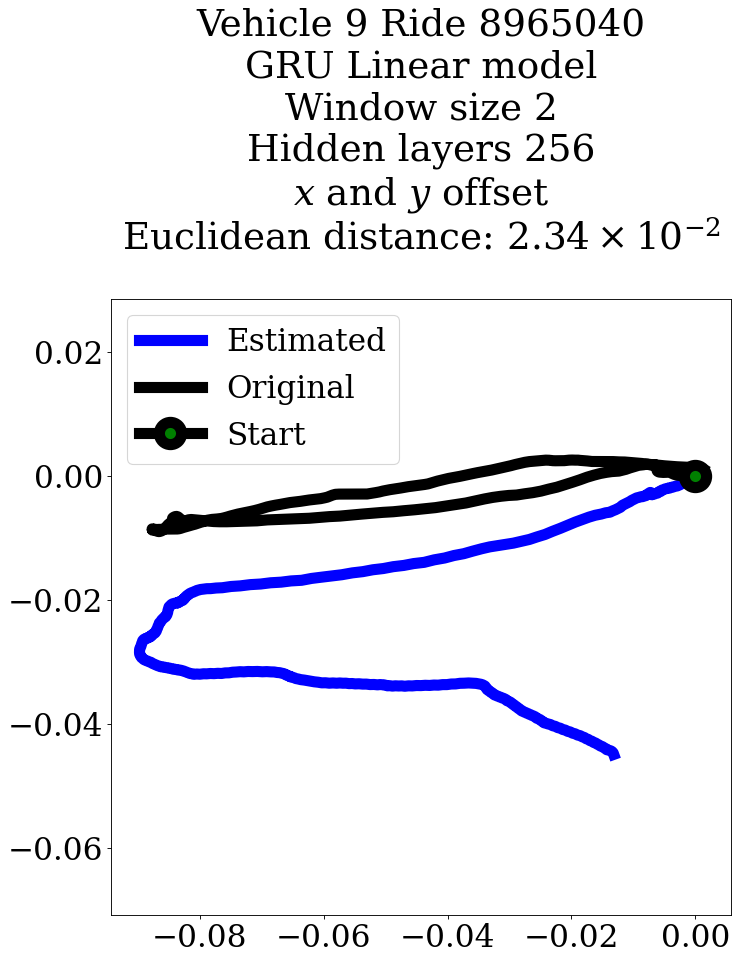 Vehicle 9 Ride 8965040
GRU Linear model
Window size 2
Hidden layers 256
x and y offset
Euclidean distance: 2.34 × 10⁻²
Estimated
Original
Start
0.02
0.00
−0.02
−0.04
−0.06
−0.08 −0.06 −0.04 −0.02 0.00